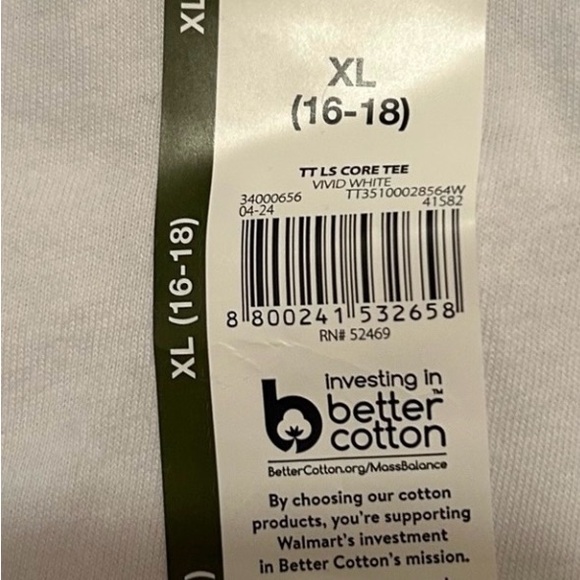 XL
XL
(16-18)
TT LS CORE TEE
VIVID WHITE
34000656 TT35100028564W
04-24 41582
8 800241 532658
RN# 52469
XL (16-18)
Investing in
better™
cotton
BetterCotton.org/MassBalance
By choosing our cotton
products, you're supporting
Walmart's investment
in Better Cotton's mission.
)